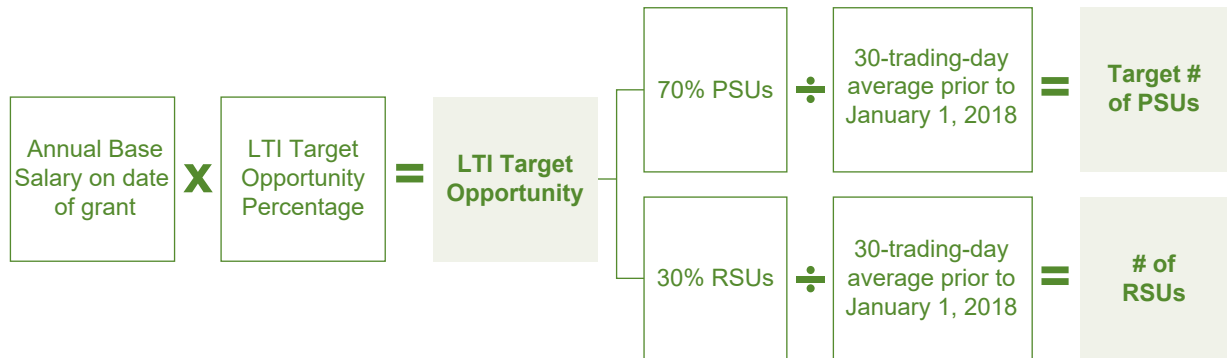 Annual Base
Salary on date
of grant
x
LTI Target
Opportunity
Percentage
=
LTI Target
Opportunity
70% PSUs
÷
30-trading-day
average prior to
January 1, 2018
=
Target #
of PSUs
30% RSUs
÷
30-trading-day
average prior to
January 1, 2018
=
# of
RSUs